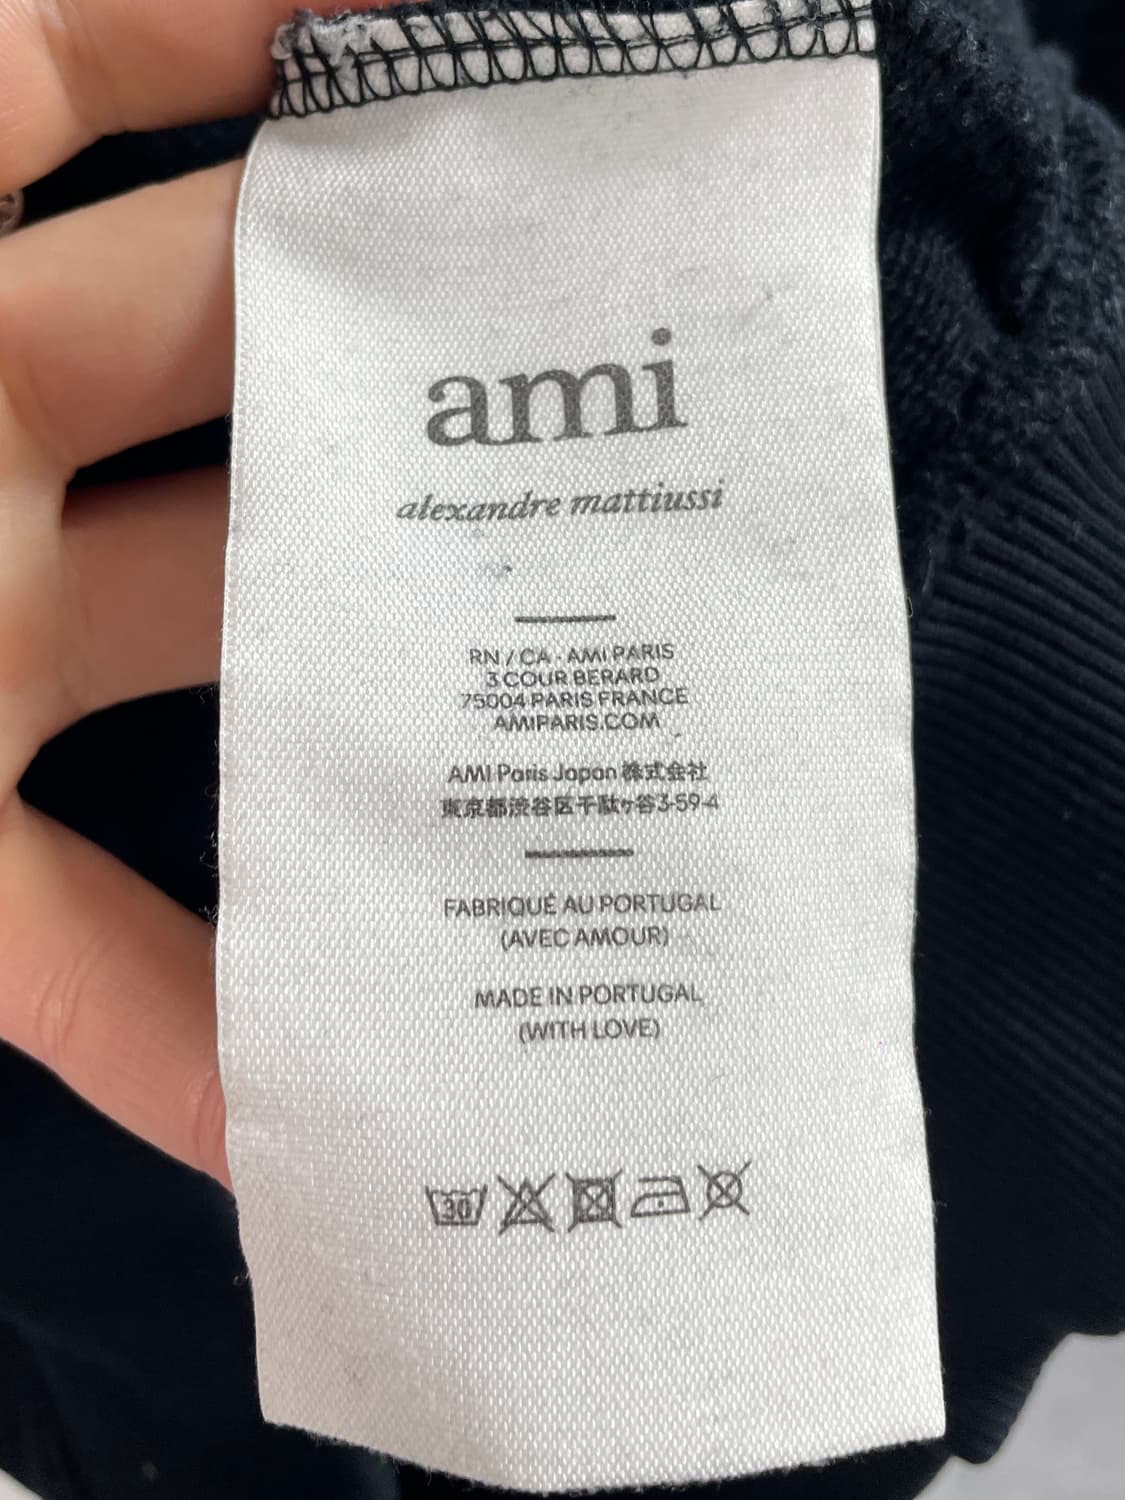 ami
alexandre mattiussi
RN / CA - AMI PARIS
3 COUR BERARD
75004 PARIS FRANCE
AMIPARIS.COM
AMI Paris Japan 株式会社
東京都渋谷区千駄ヶ谷3-59-4
FABRIQUÉ AU PORTUGAL
(AVEC AMOUR)
MADE IN PORTUGAL
(WITH LOVE)
30